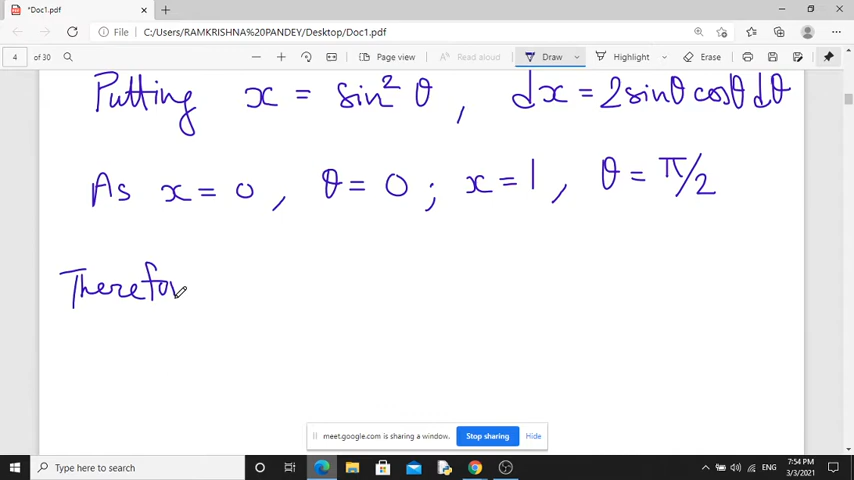 *Doc1.pdf
File C:/Users/RAMKRISHNA%20PANDEY/Desktop/Doc1.pdf
4 of 30 Page view Read aloud Draw Highlight Erase
Putting x = sin² θ , dx = 2sinθ cosθ dθ
As x = 0 , θ = 0 ; x = 1 , θ = π/2
Therefor
meet.google.com is sharing a window. Stop sharing Hide
Type here to search
ENG
7:54 PM
3/3/2021